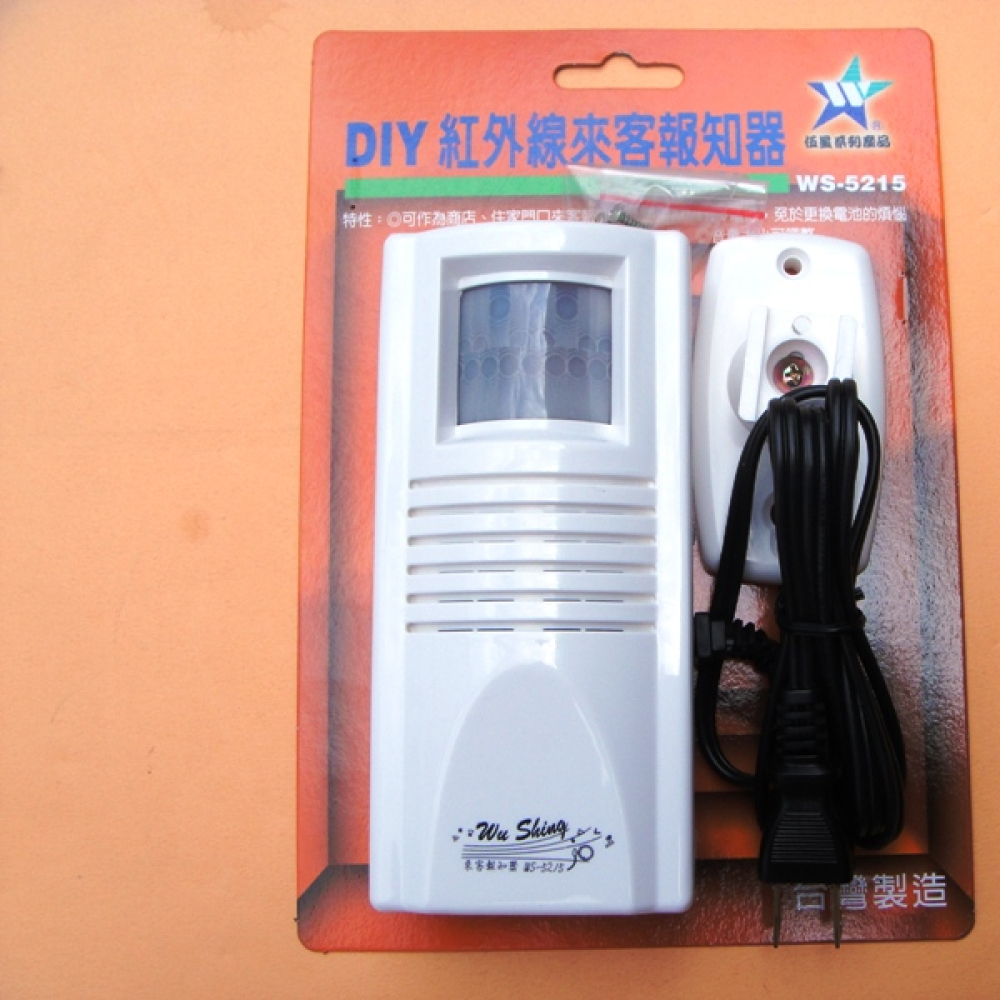 伍星系列產品
DIY 紅外線來客報知器
WS-5215
特性：◎可作為商店、住家門口來客
，免於更換電池的煩惱
Wu Shing
來客報知器 WS-5215
台灣製造